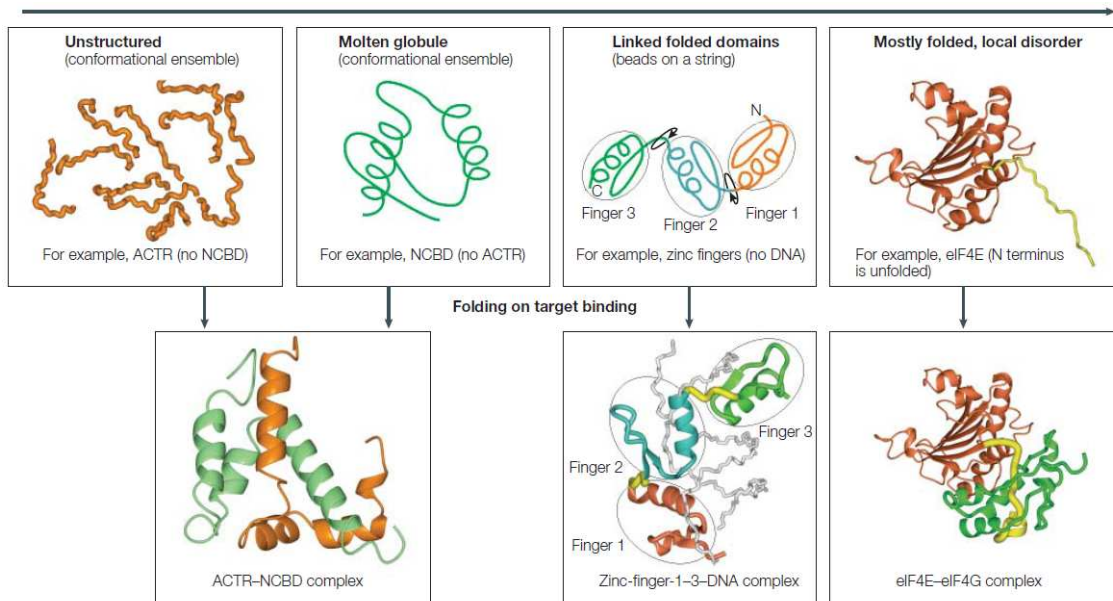 Unstructured
(conformational ensemble)
For example, ACTR (no NCBD)
Molten globule
(conformational ensemble)
For example, NCBD (no ACTR)
Linked folded domains
(beads on a string)
N
C
Finger 3
Finger 2
Finger 1
For example, zinc fingers (no DNA)
Mostly folded, local disorder
For example, eIF4E (N terminus
is unfolded)
Folding on target binding
ACTR–NCBD complex
Finger 3
Finger 2
Finger 1
Zinc-finger-1–3–DNA complex
eIF4E–eIF4G complex